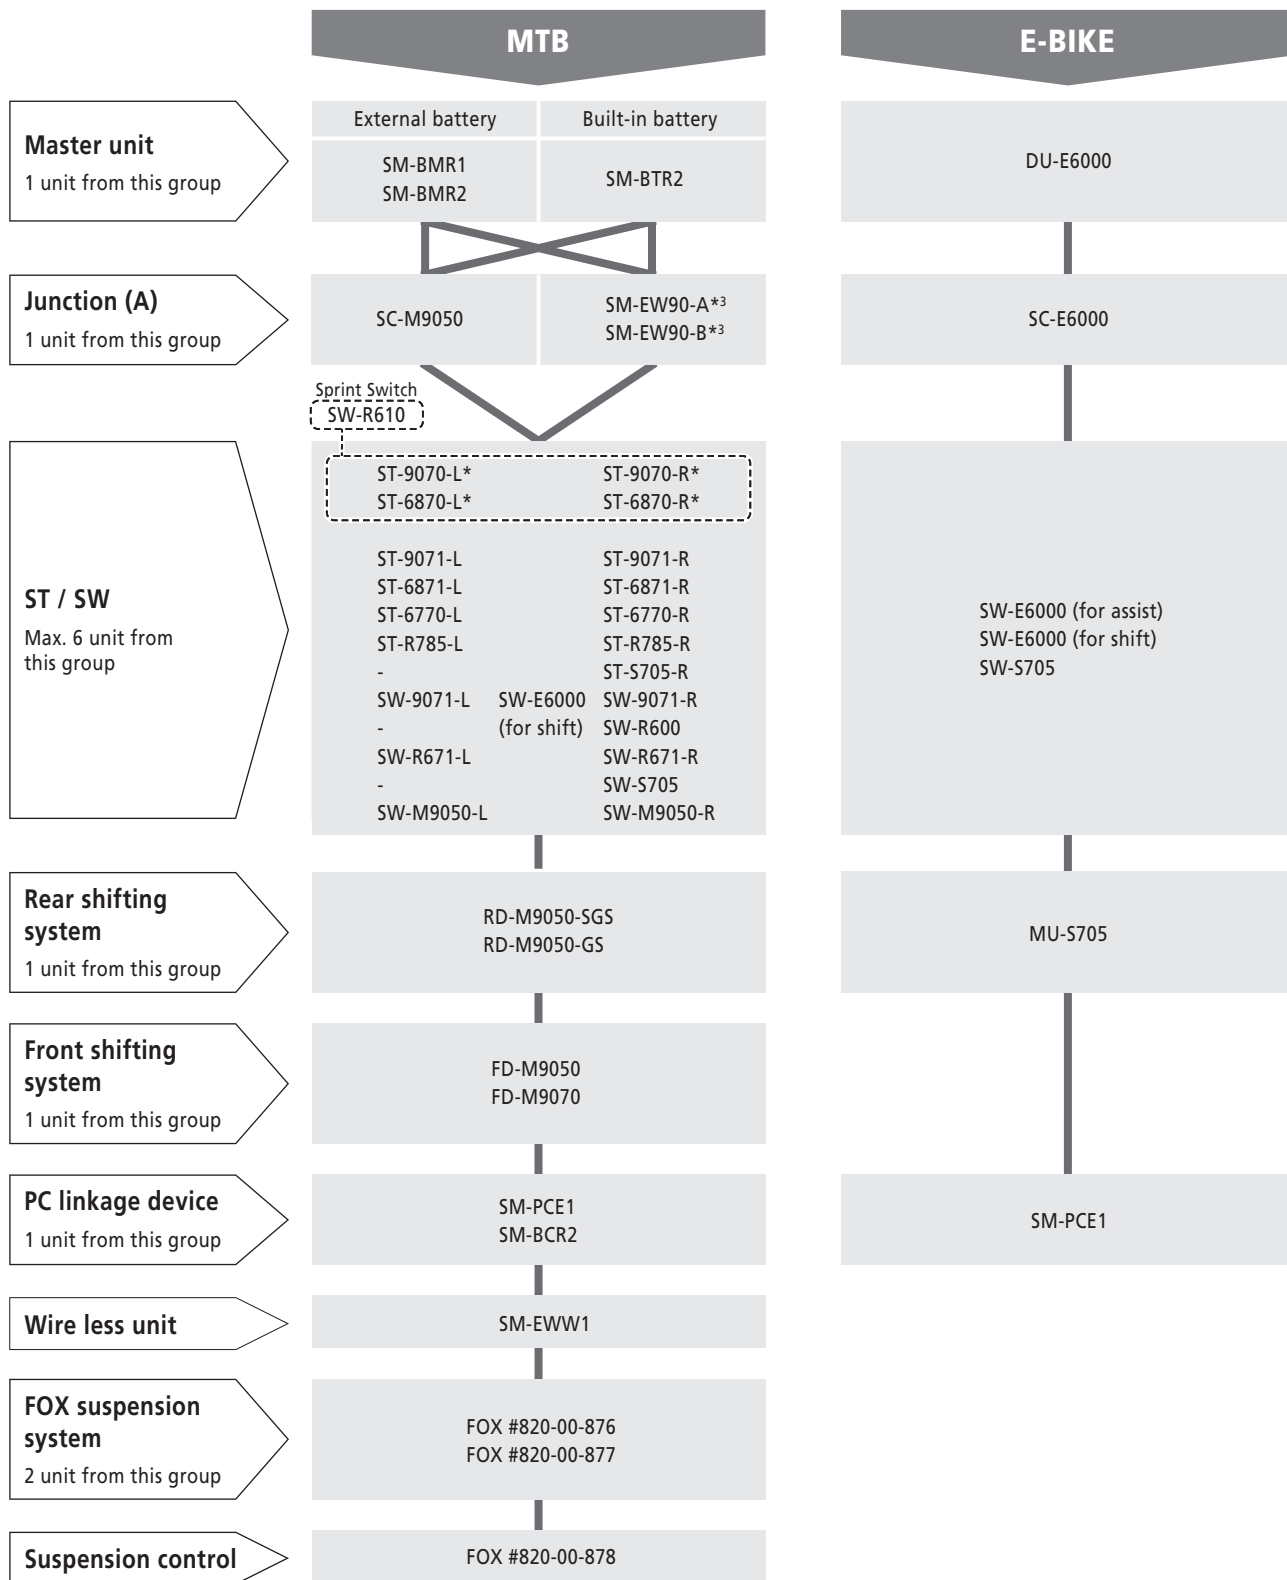 MTB
E-BIKE
Master unit
1 unit from this group
External battery
Built-in battery
SM-BMR1
SM-BMR2
SM-BTR2
DU-E6000
Junction (A)
1 unit from this group
SC-M9050
SM-EW90-A*3
SM-EW90-B*3
SC-E6000
Sprint Switch
SW-R610
ST / SW
Max. 6 unit from
this group
ST-9070-L* ST-9070-R*
ST-6870-L* ST-6870-R*
ST-9071-L ST-9071-R
ST-6871-L ST-6871-R
ST-6770-L ST-6770-R
ST-R785-L ST-R785-R
- ST-S705-R
SW-9071-L SW-E6000 SW-9071-R
- (for shift) SW-R600
SW-R671-L SW-R671-R
- SW-S705
SW-M9050-L SW-M9050-R
SW-E6000 (for assist)
SW-E6000 (for shift)
SW-S705
Rear shifting
system
1 unit from this group
RD-M9050-SGS
RD-M9050-GS
MU-S705
Front shifting
system
1 unit from this group
FD-M9050
FD-M9070
PC linkage device
1 unit from this group
SM-PCE1
SM-BCR2
SM-PCE1
Wire less unit
SM-EWW1
FOX suspension
system
2 unit from this group
FOX #820-00-876
FOX #820-00-877
Suspension control
FOX #820-00-878